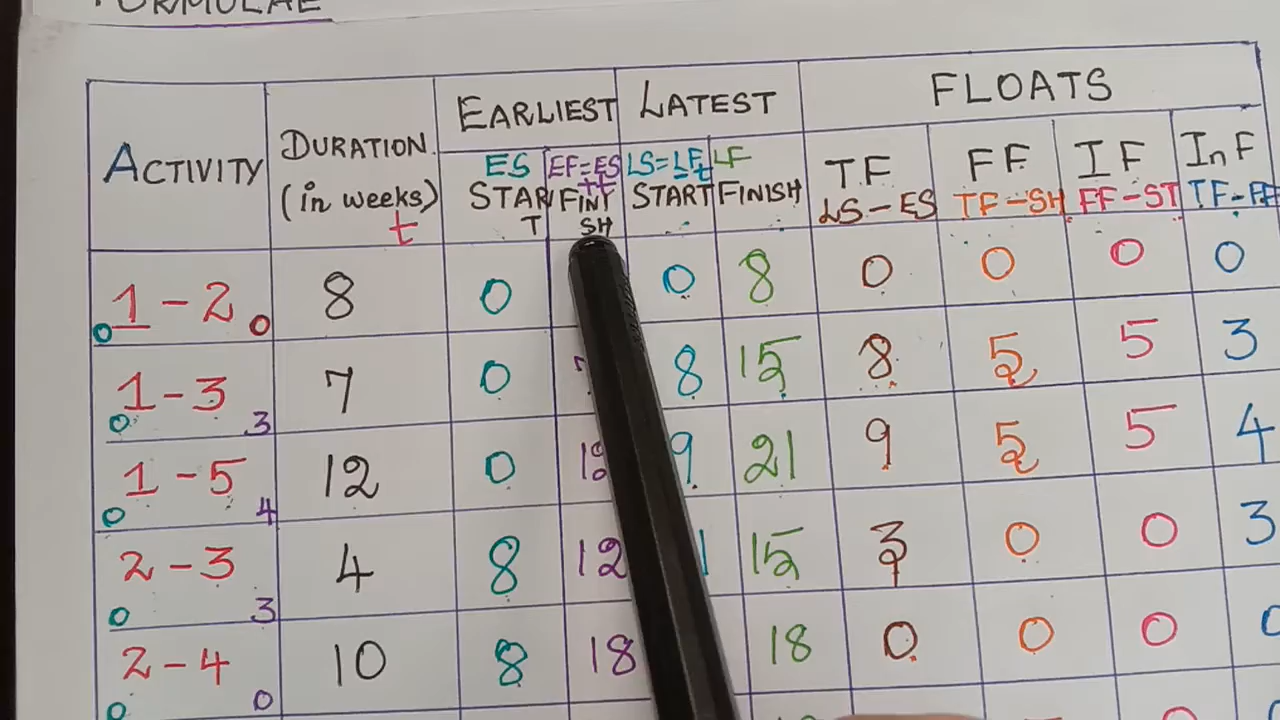 FORMULAE
ACTIVITY DURATION (in weeks) t EARLIEST LATEST FLOATS
ES START EF=ES+t FINISH LS=LF-t START LF FINISH TF LS-ES FF TF-SH IF FF-ST InF TF-FF
1-2 0 0 8 0 0 8 0 0 0 0
1-3 0 3 7 0 8 15 8 5 5 3
1-5 0 4 12 0 9 21 9 5 5 4
2-3 0 3 4 8 12 15 3 0 0 3
2-4 0 0 10 8 18 18 0 0 0